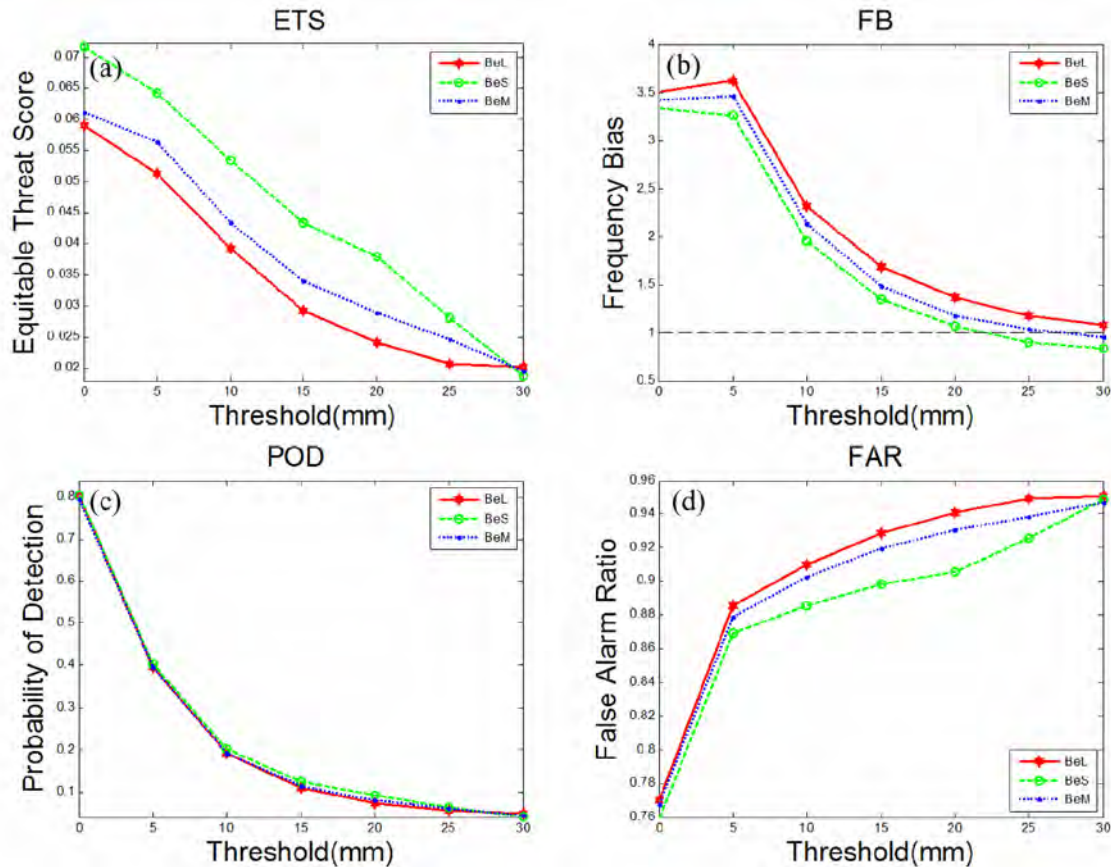 ETS
(a)
BeL
BeS
BeM
Equitable Threat Score
0.07
0.065
0.06
0.055
0.05
0.045
0.04
0.035
0.03
0.025
0.02
0 5 10 15 20 25 30
Threshold(mm)
FB
(b)
BeL
BeS
BeM
Frequency Bias
4
3.5
3
2.5
2
1.5
1
0.5
0 5 10 15 20 25 30
Threshold(mm)
POD
(c)
BeL
BeS
BeM
Probability of Detection
0.8
0.7
0.6
0.5
0.4
0.3
0.2
0.1
0 5 10 15 20 25 30
Threshold(mm)
FAR
(d)
False Alarm Ratio
0.96
0.94
0.92
0.9
0.88
0.86
0.84
0.82
0.8
0.78
0.76
BeL
BeS
BeM
0 5 10 15 20 25 30
Threshold(mm)